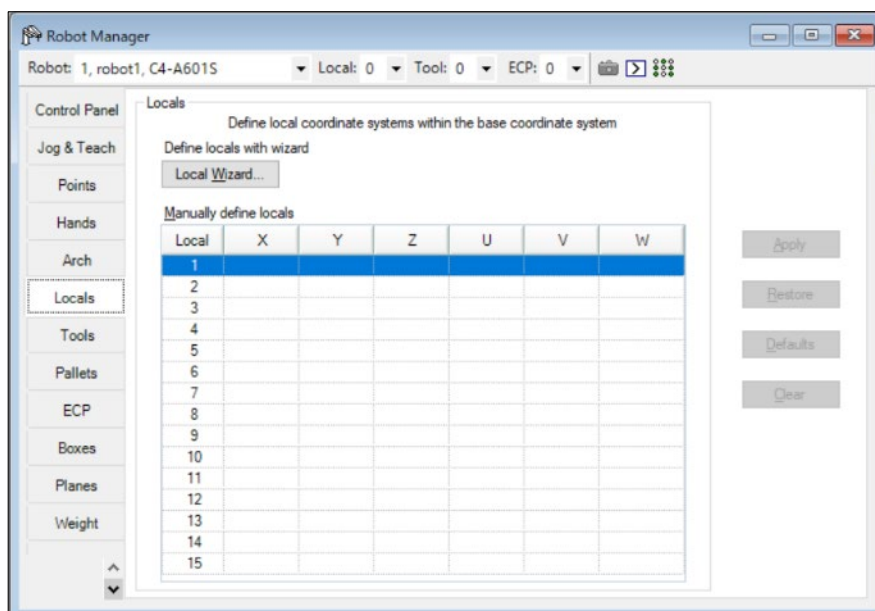 Robot Manager
Robot: 1, robot1, C4-A601S Local: 0 Tool: 0 ECP: 0
Control Panel
Jog & Teach
Points
Hands
Arch
Locals
Tools
Pallets
ECP
Boxes
Planes
Weight
Locals
Define local coordinate systems within the base coordinate system
Define locals with wizard
Local Wizard...
Manually define locals
Local X Y Z U V W
1
2
3
4
5
6
7
8
9
10
11
12
13
14
15
Apply
Restore
Defaults
Clear